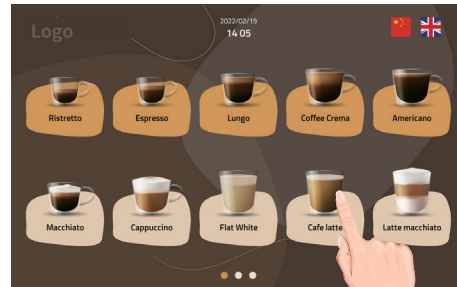 Logo
2022/02/19
14 05
Ristretto
Espresso
Lungo
Coffee Crema
Americano
Macchiato
Cappuccino
Flat White
Cafe latte
Latte macchiato